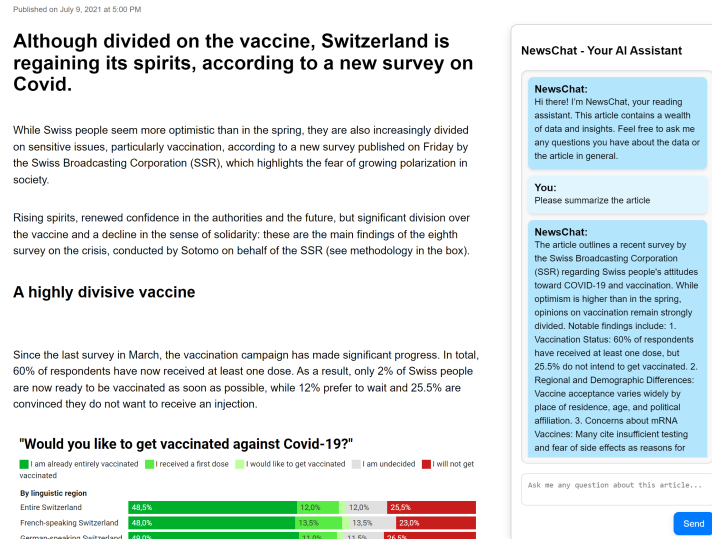 Published on July 9, 2021 at 5:00 PM
Although divided on the vaccine, Switzerland is
regaining its spirits, according to a new survey on
Covid.
While Swiss people seem more optimistic than in the spring, they are also increasingly divided
on sensitive issues, particularly vaccination, according to a new survey published on Friday by
the Swiss Broadcasting Corporation (SSR), which highlights the fear of growing polarization in
society.
Rising spirits, renewed confidence in the authorities and the future, but significant division over
the vaccine and a decline in the sense of solidarity: these are the main findings of the eighth
survey on the crisis, conducted by Sotomo on behalf of the SSR (see methodology in the box).
A highly divisive vaccine
Since the last survey in March, the vaccination campaign has made significant progress. In total,
60% of respondents have now received at least one dose. As a result, only 2% of Swiss people
are now ready to be vaccinated as soon as possible, while 12% prefer to wait and 25.5% are
convinced they do not want to receive an injection.
"Would you like to get vaccinated against Covid-19?"
I am already entirely vaccinated I received a first dose I would like to get vaccinated I am undecided I will not get
vaccinated
By linguistic region
Entire Switzerland 48,5% 12,0% 12,0% 25,5%
French-speaking Switzerland 48,0% 13,5% 13,5% 23,0%
German-speaking Switzerland 49,0% 11,0% 11,5% 26,5%
NewsChat - Your AI Assistant
NewsChat:
Hi there! I'm NewsChat, your reading
assistant. This article contains a wealth
of data and insights. Feel free to ask me
any questions you have about the data or
the article in general.
You:
Please summarize the article
NewsChat:
The article outlines a recent survey by
the Swiss Broadcasting Corporation
(SSR) regarding Swiss people's attitudes
toward COVID-19 and vaccination. While
optimism is higher than in the spring,
opinions on vaccination remain strongly
divided. Notable findings include: 1.
Vaccination Status: 60% of respondents
have received at least one dose, but
25.5% do not intend to get vaccinated. 2.
Regional and Demographic Differences:
Vaccine acceptance varies widely by
place of residence, age, and political
affiliation. 3. Concerns about mRNA
Vaccines: Many cite insufficient testing
and fear of side effects as reasons for
Ask me any question about this article...
Send